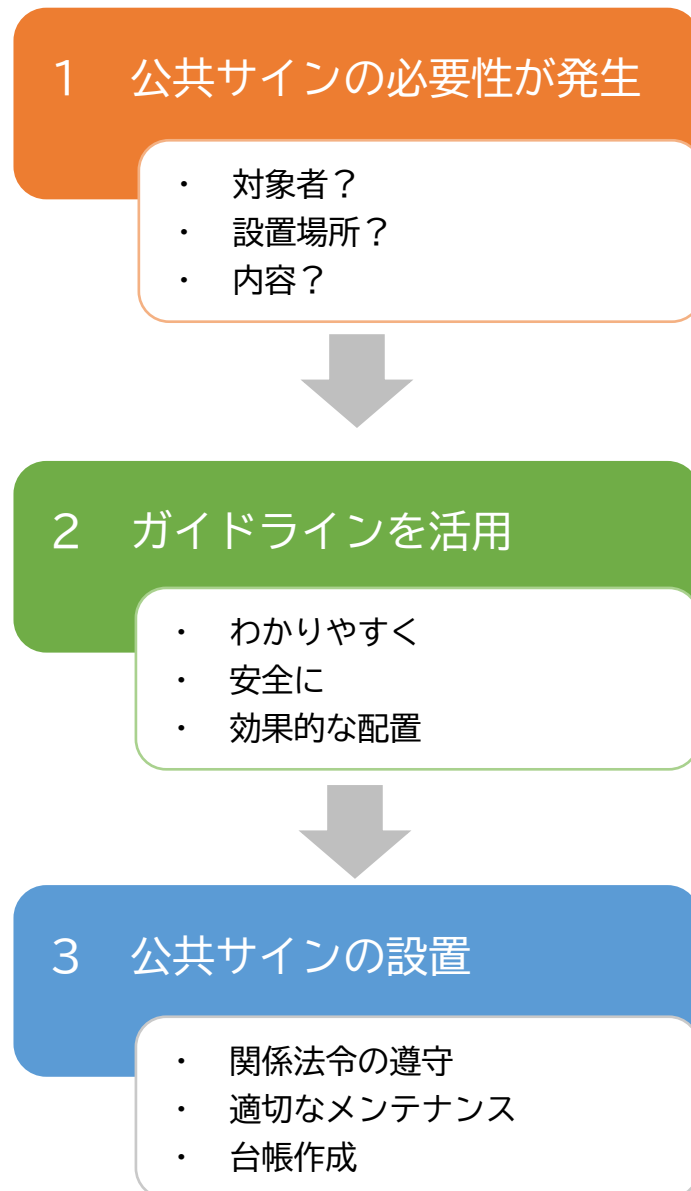 1 公共サインの必要性が発生
・ 対象者？
・ 設置場所？
・ 内容？
2 ガイドラインを活用
・ わかりやすく
・ 安全に
・ 効果的な配置
3 公共サインの設置
・ 関係法令の遵守
・ 適切なメンテナンス
・ 台帳作成